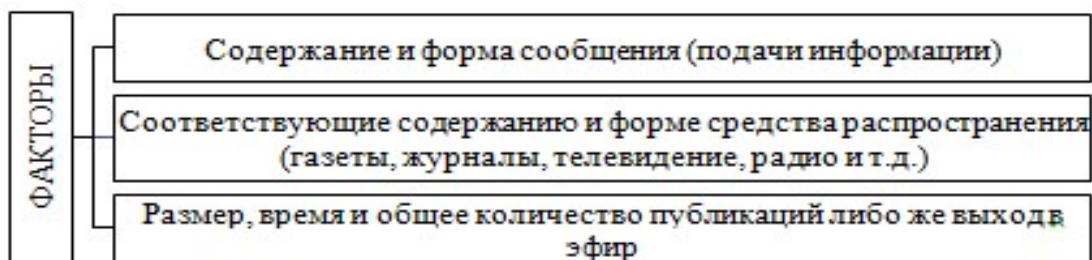 ФАКТОРЫ
Содержание и форма сообщения (подачи информации)
Соответствующие содержанию и форме средства распространения
(газеты, журналы, телевидение, радио и т.д.)
Размер, время и общее количество публикаций либо же выход в
эфир